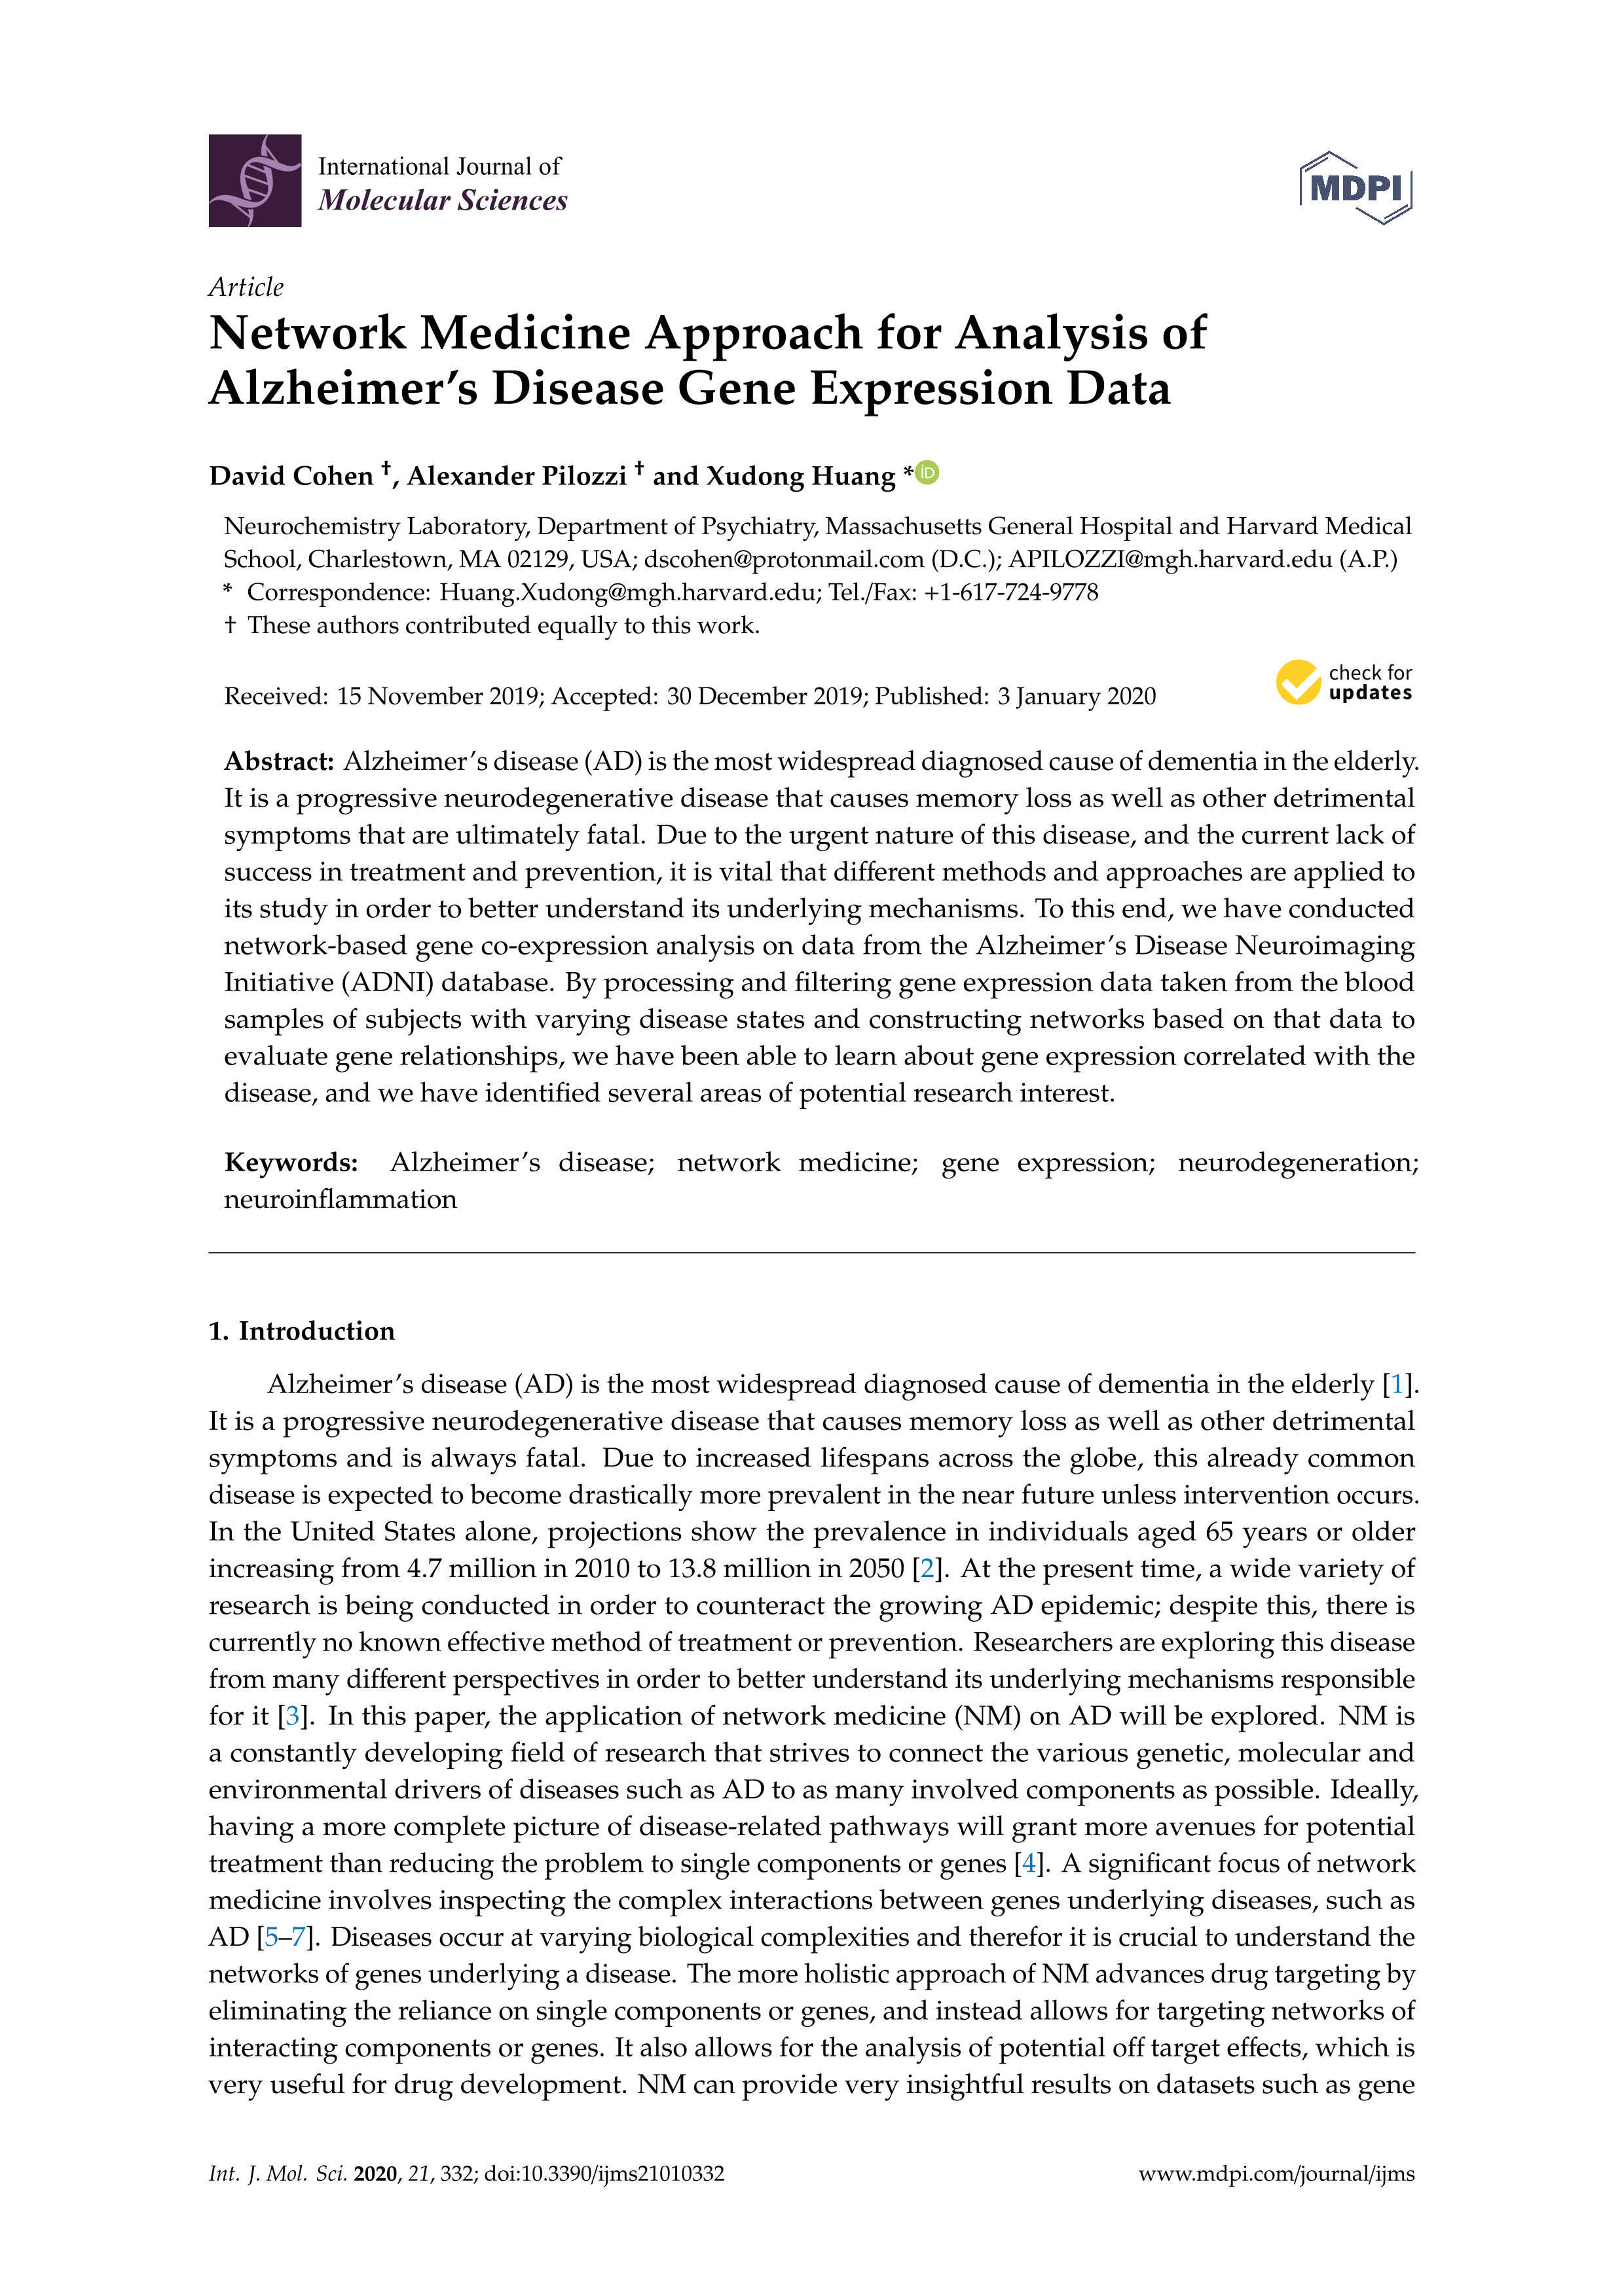 International Journal of
Molecular Sciences
MDPI
Article
Network Medicine Approach for Analysis of
Alzheimer's Disease Gene Expression Data
David Cohen †, Alexander Pilozzi † and Xudong Huang * iD
Neurochemistry Laboratory, Department of Psychiatry, Massachusetts General Hospital and Harvard Medical
School, Charlestown, MA 02129, USA; dscohen@protonmail.com (D.C.); APILOZZI@mgh.harvard.edu (A.P.)
* Correspondence: Huang.Xudong@mgh.harvard.edu; Tel./Fax: +1-617-724-9778
† These authors contributed equally to this work.
Received: 15 November 2019; Accepted: 30 December 2019; Published: 3 January 2020
check for
updates
Abstract: Alzheimer's disease (AD) is the most widespread diagnosed cause of dementia in the elderly.
It is a progressive neurodegenerative disease that causes memory loss as well as other detrimental
symptoms that are ultimately fatal. Due to the urgent nature of this disease, and the current lack of
success in treatment and prevention, it is vital that different methods and approaches are applied to
its study in order to better understand its underlying mechanisms. To this end, we have conducted
network-based gene co-expression analysis on data from the Alzheimer's Disease Neuroimaging
Initiative (ADNI) database. By processing and filtering gene expression data taken from the blood
samples of subjects with varying disease states and constructing networks based on that data to
evaluate gene relationships, we have been able to learn about gene expression correlated with the
disease, and we have identified several areas of potential research interest.
Keywords: Alzheimer's disease; network medicine; gene expression; neurodegeneration;
neuroinflammation
1. Introduction
Alzheimer's disease (AD) is the most widespread diagnosed cause of dementia in the elderly [1].
It is a progressive neurodegenerative disease that causes memory loss as well as other detrimental
symptoms and is always fatal. Due to increased lifespans across the globe, this already common
disease is expected to become drastically more prevalent in the near future unless intervention occurs.
In the United States alone, projections show the prevalence in individuals aged 65 years or older
increasing from 4.7 million in 2010 to 13.8 million in 2050 [2]. At the present time, a wide variety of
research is being conducted in order to counteract the growing AD epidemic; despite this, there is
currently no known effective method of treatment or prevention. Researchers are exploring this disease
from many different perspectives in order to better understand its underlying mechanisms responsible
for it [3]. In this paper, the application of network medicine (NM) on AD will be explored. NM is
a constantly developing field of research that strives to connect the various genetic, molecular and
environmental drivers of diseases such as AD to as many involved components as possible. Ideally,
having a more complete picture of disease-related pathways will grant more avenues for potential
treatment than reducing the problem to single components or genes [4]. A significant focus of network
medicine involves inspecting the complex interactions between genes underlying diseases, such as
AD [5–7]. Diseases occur at varying biological complexities and therefor it is crucial to understand the
networks of genes underlying a disease. The more holistic approach of NM advances drug targeting by
eliminating the reliance on single components or genes, and instead allows for targeting networks of
interacting components or genes. It also allows for the analysis of potential off target effects, which is
very useful for drug development. NM can provide very insightful results on datasets such as gene
Int. J. Mol. Sci. 2020, 21, 332; doi:10.3390/ijms21010332
www.mdpi.com/journal/ijms